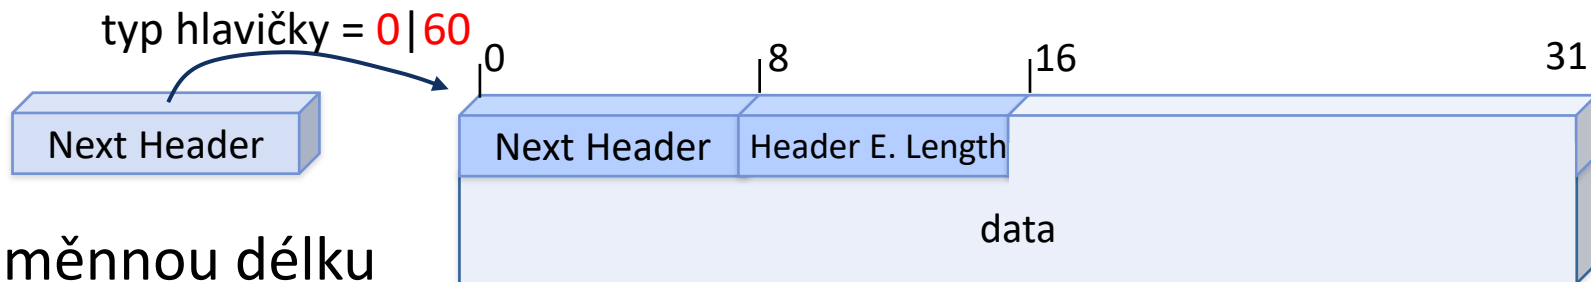 typ hlavičky = 0|60
0 8 16 31
Next Header
Next Header Header E. Length
data
měnnou délku